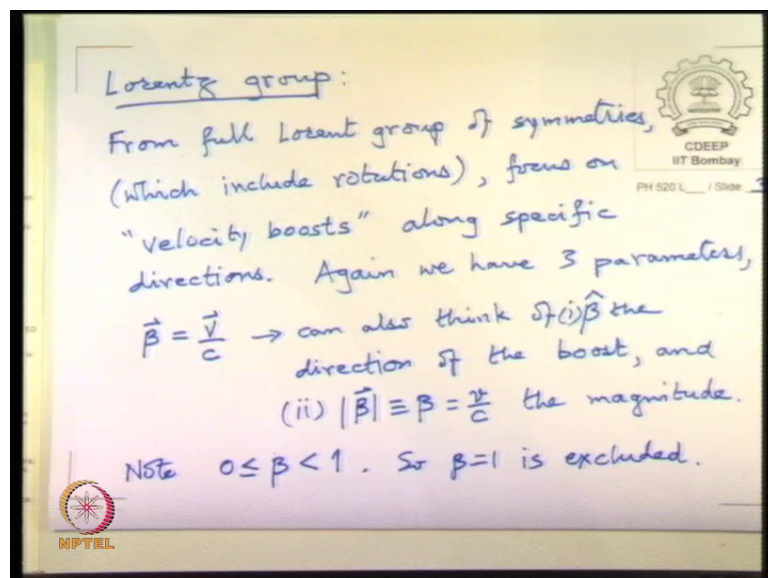 Lorentz group:
From full Lorent group of symmetries,
(which include rotations), focus on
"velocity boosts" along specific
directions. Again we have 3 parameters,
β⃗ = v⃗/c → can also think of (i) β̂ the
direction of the boost, and
(ii) |β⃗| ≡ β = v/c the magnitude.
Note 0 ≤ β < 1. So β=1 is excluded.
CDEEP
IIT Bombay
PH 520 L___ / Slide 3
NPTEL